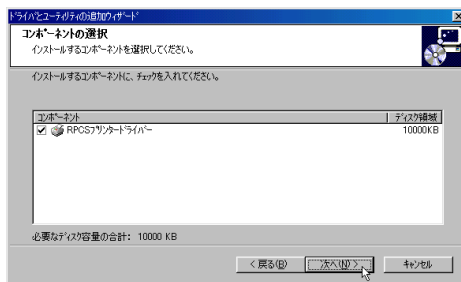 ドライバとユーティリティの追加ウィザード
コンポーネントの選択
インストールするコンポーネントを選択してください。
インストールするコンポーネントに、チェックを入れてください。
コンポーネント ディスク領域
RPCSプリンタードライバー 10000KB
必要なディスク容量の合計: 10000 KB
< 戻る(B) 次へ(N) > キャンセル